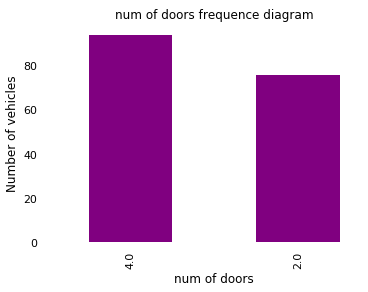 num of doors frequence diagram
Number of vehicles
80
60
40
20
0
4.0
2.0
num of doors